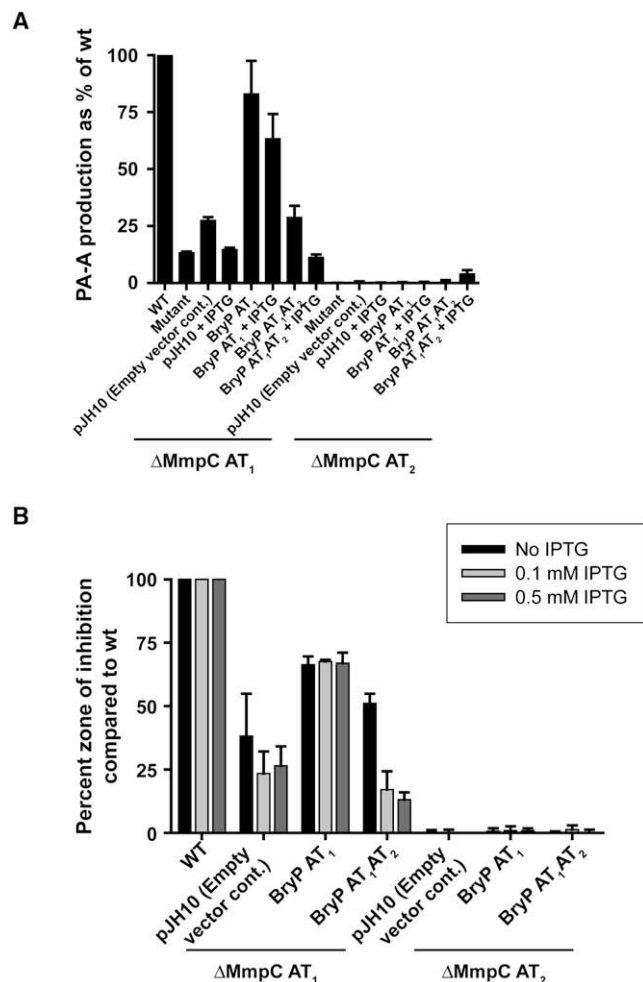 A
PA-A production as % of wt
100
75
50
25
0
WT
Mutant
pJH10 (Empty vector cont.)
pJH10 + IPTG
BryP AT₁
BryP AT₁ + IPTG
BryP AT₁AT₂
BryP AT₁AT₂ + IPTG
Mutant
pJH10 (Empty vector cont.)
pJH10 + IPTG
BryP AT₁
BryP AT₁ + IPTG
BryP AT₁AT₂
BryP AT₁AT₂ + IPTG
ΔMmpC AT₁
ΔMmpC AT₂
B
No IPTG
0.1 mM IPTG
0.5 mM IPTG
Percent zone of inhibition
compared to wt
100
75
50
25
0
WT
pJH10 (Empty
vector cont.)
BryP AT₁
BryP AT₁AT₂
pJH10 (Empty
vector cont.)
BryP AT₁
BryP AT₁AT₂
ΔMmpC AT₁
ΔMmpC AT₂